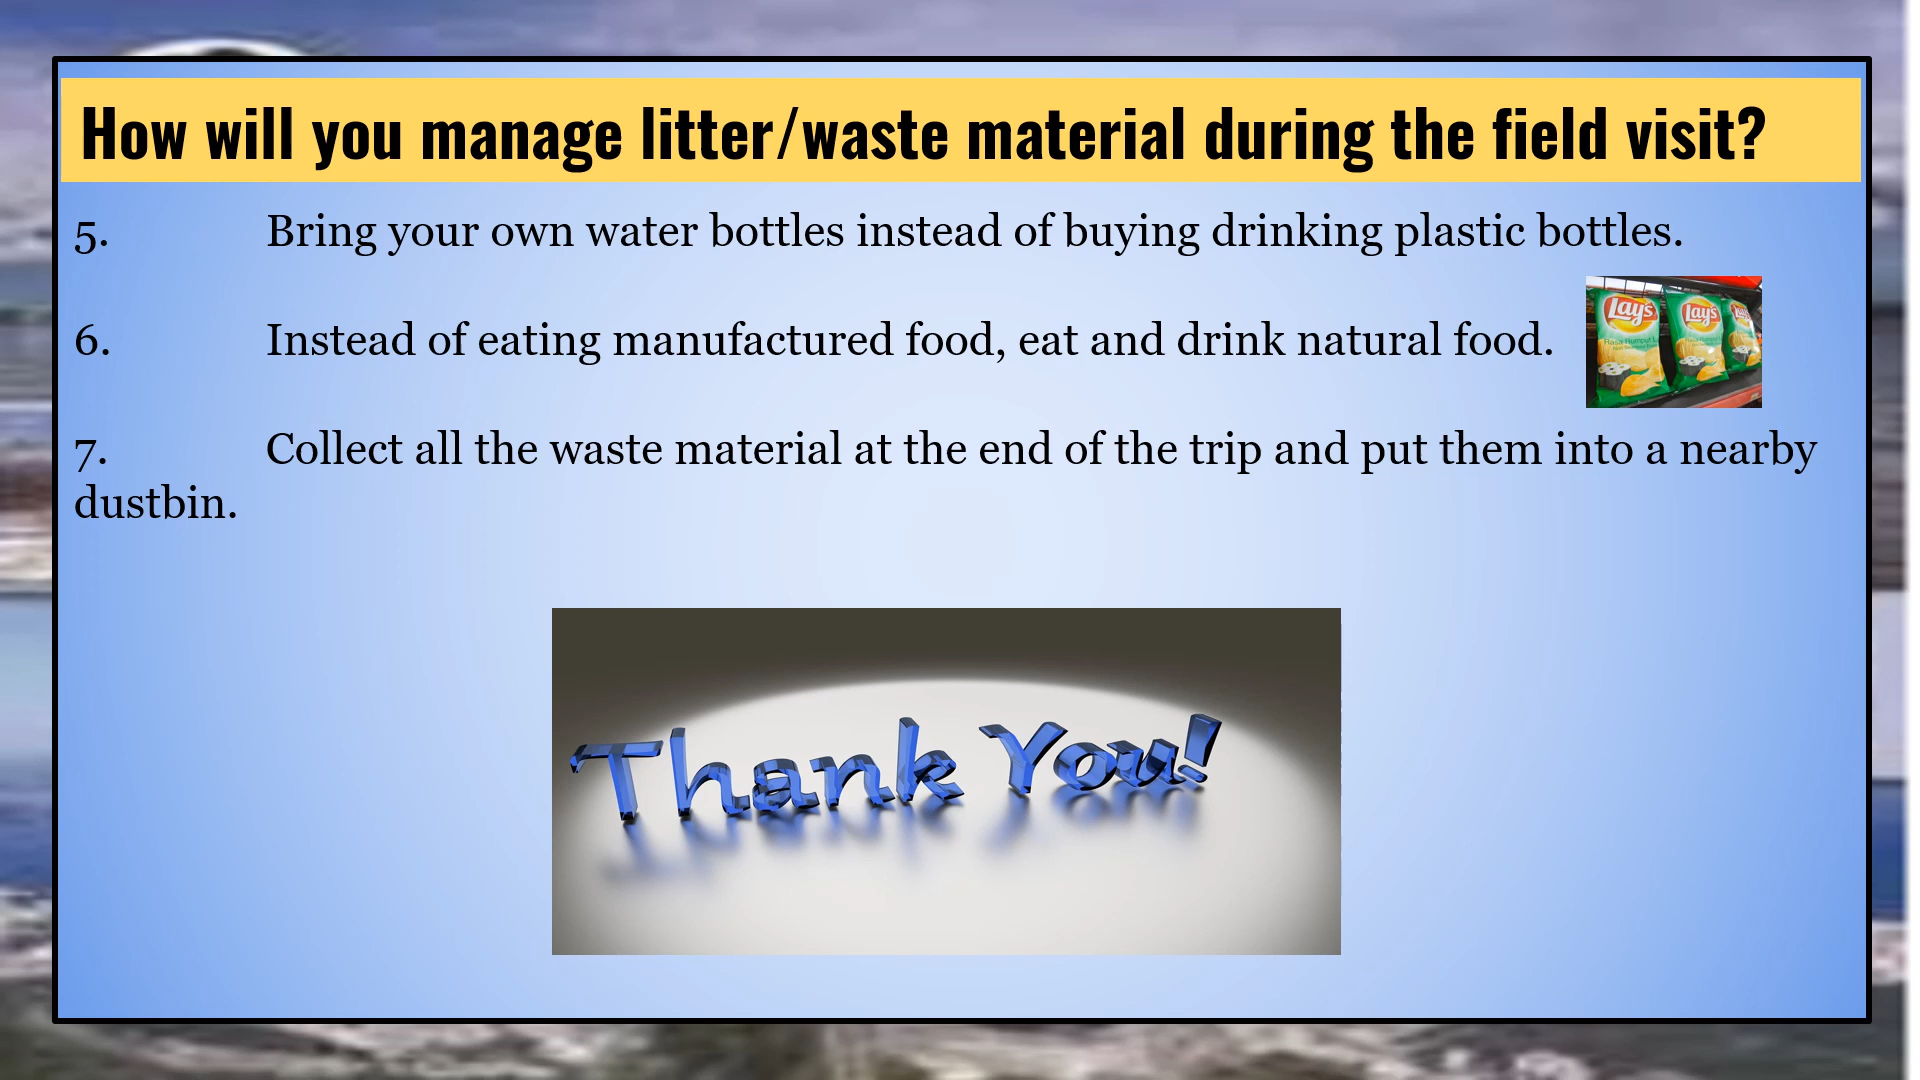 How will you manage litter/waste material during the field visit?
5. Bring your own water bottles instead of buying drinking plastic bottles.
6. Instead of eating manufactured food, eat and drink natural food.
Lay's Lay's Lay's
7. Collect all the waste material at the end of the trip and put them into a nearby
dustbin.
Thank You!